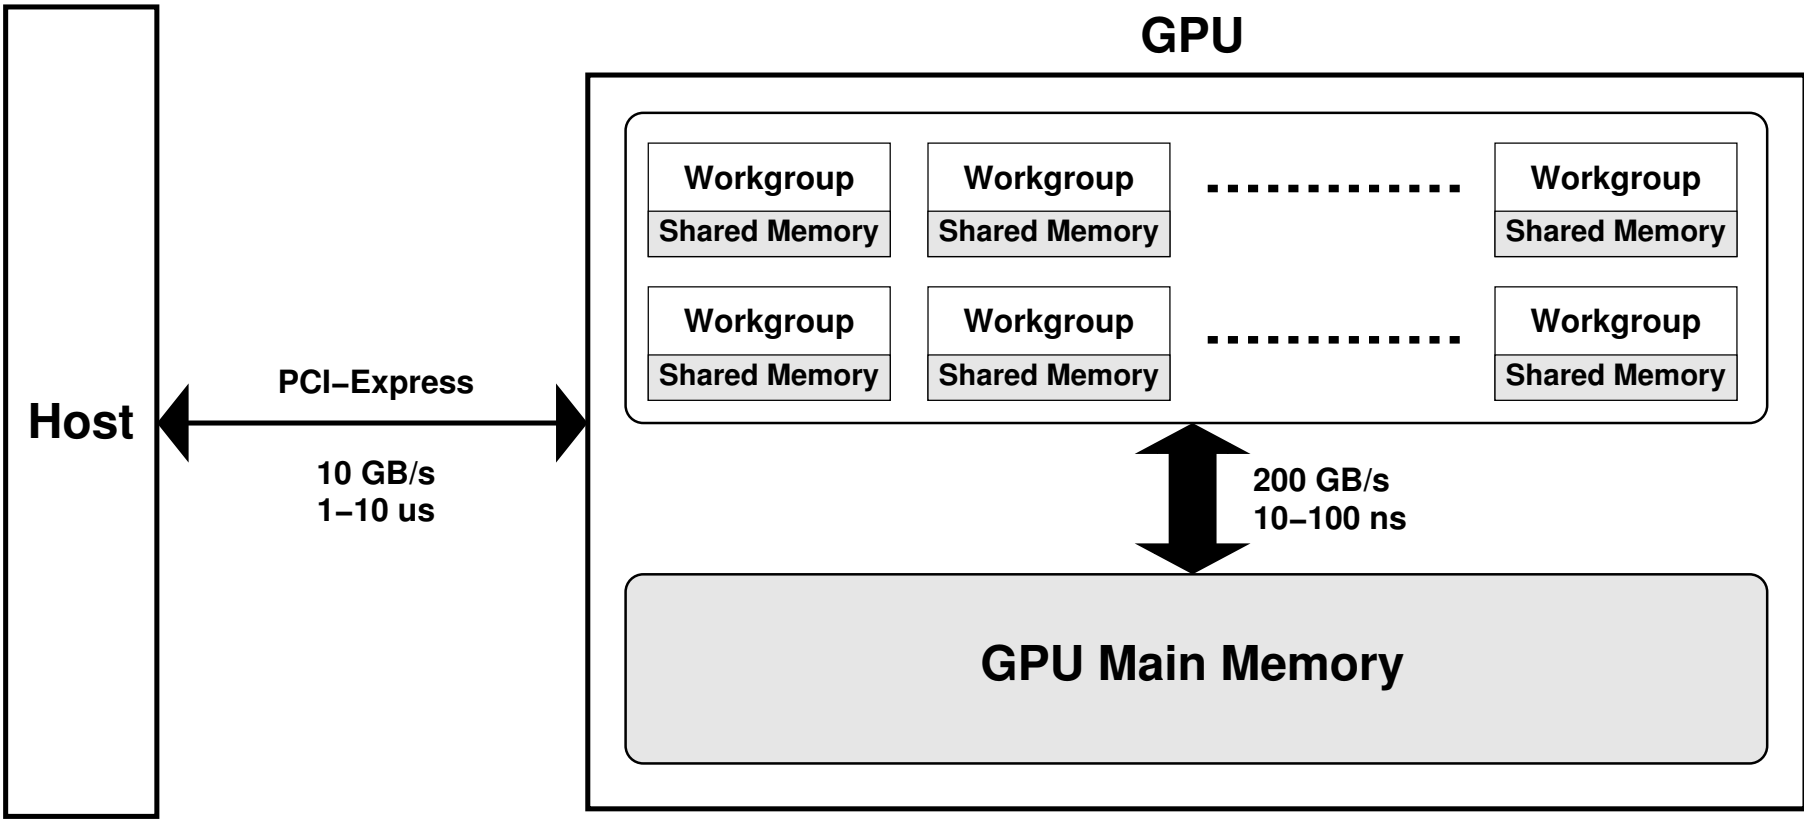 GPU
Workgroup Workgroup Workgroup
Shared Memory Shared Memory Shared Memory
Workgroup Workgroup Workgroup
Shared Memory Shared Memory Shared Memory
Host
PCI−Express
10 GB/s
1−10 us
200 GB/s
10−100 ns
GPU Main Memory